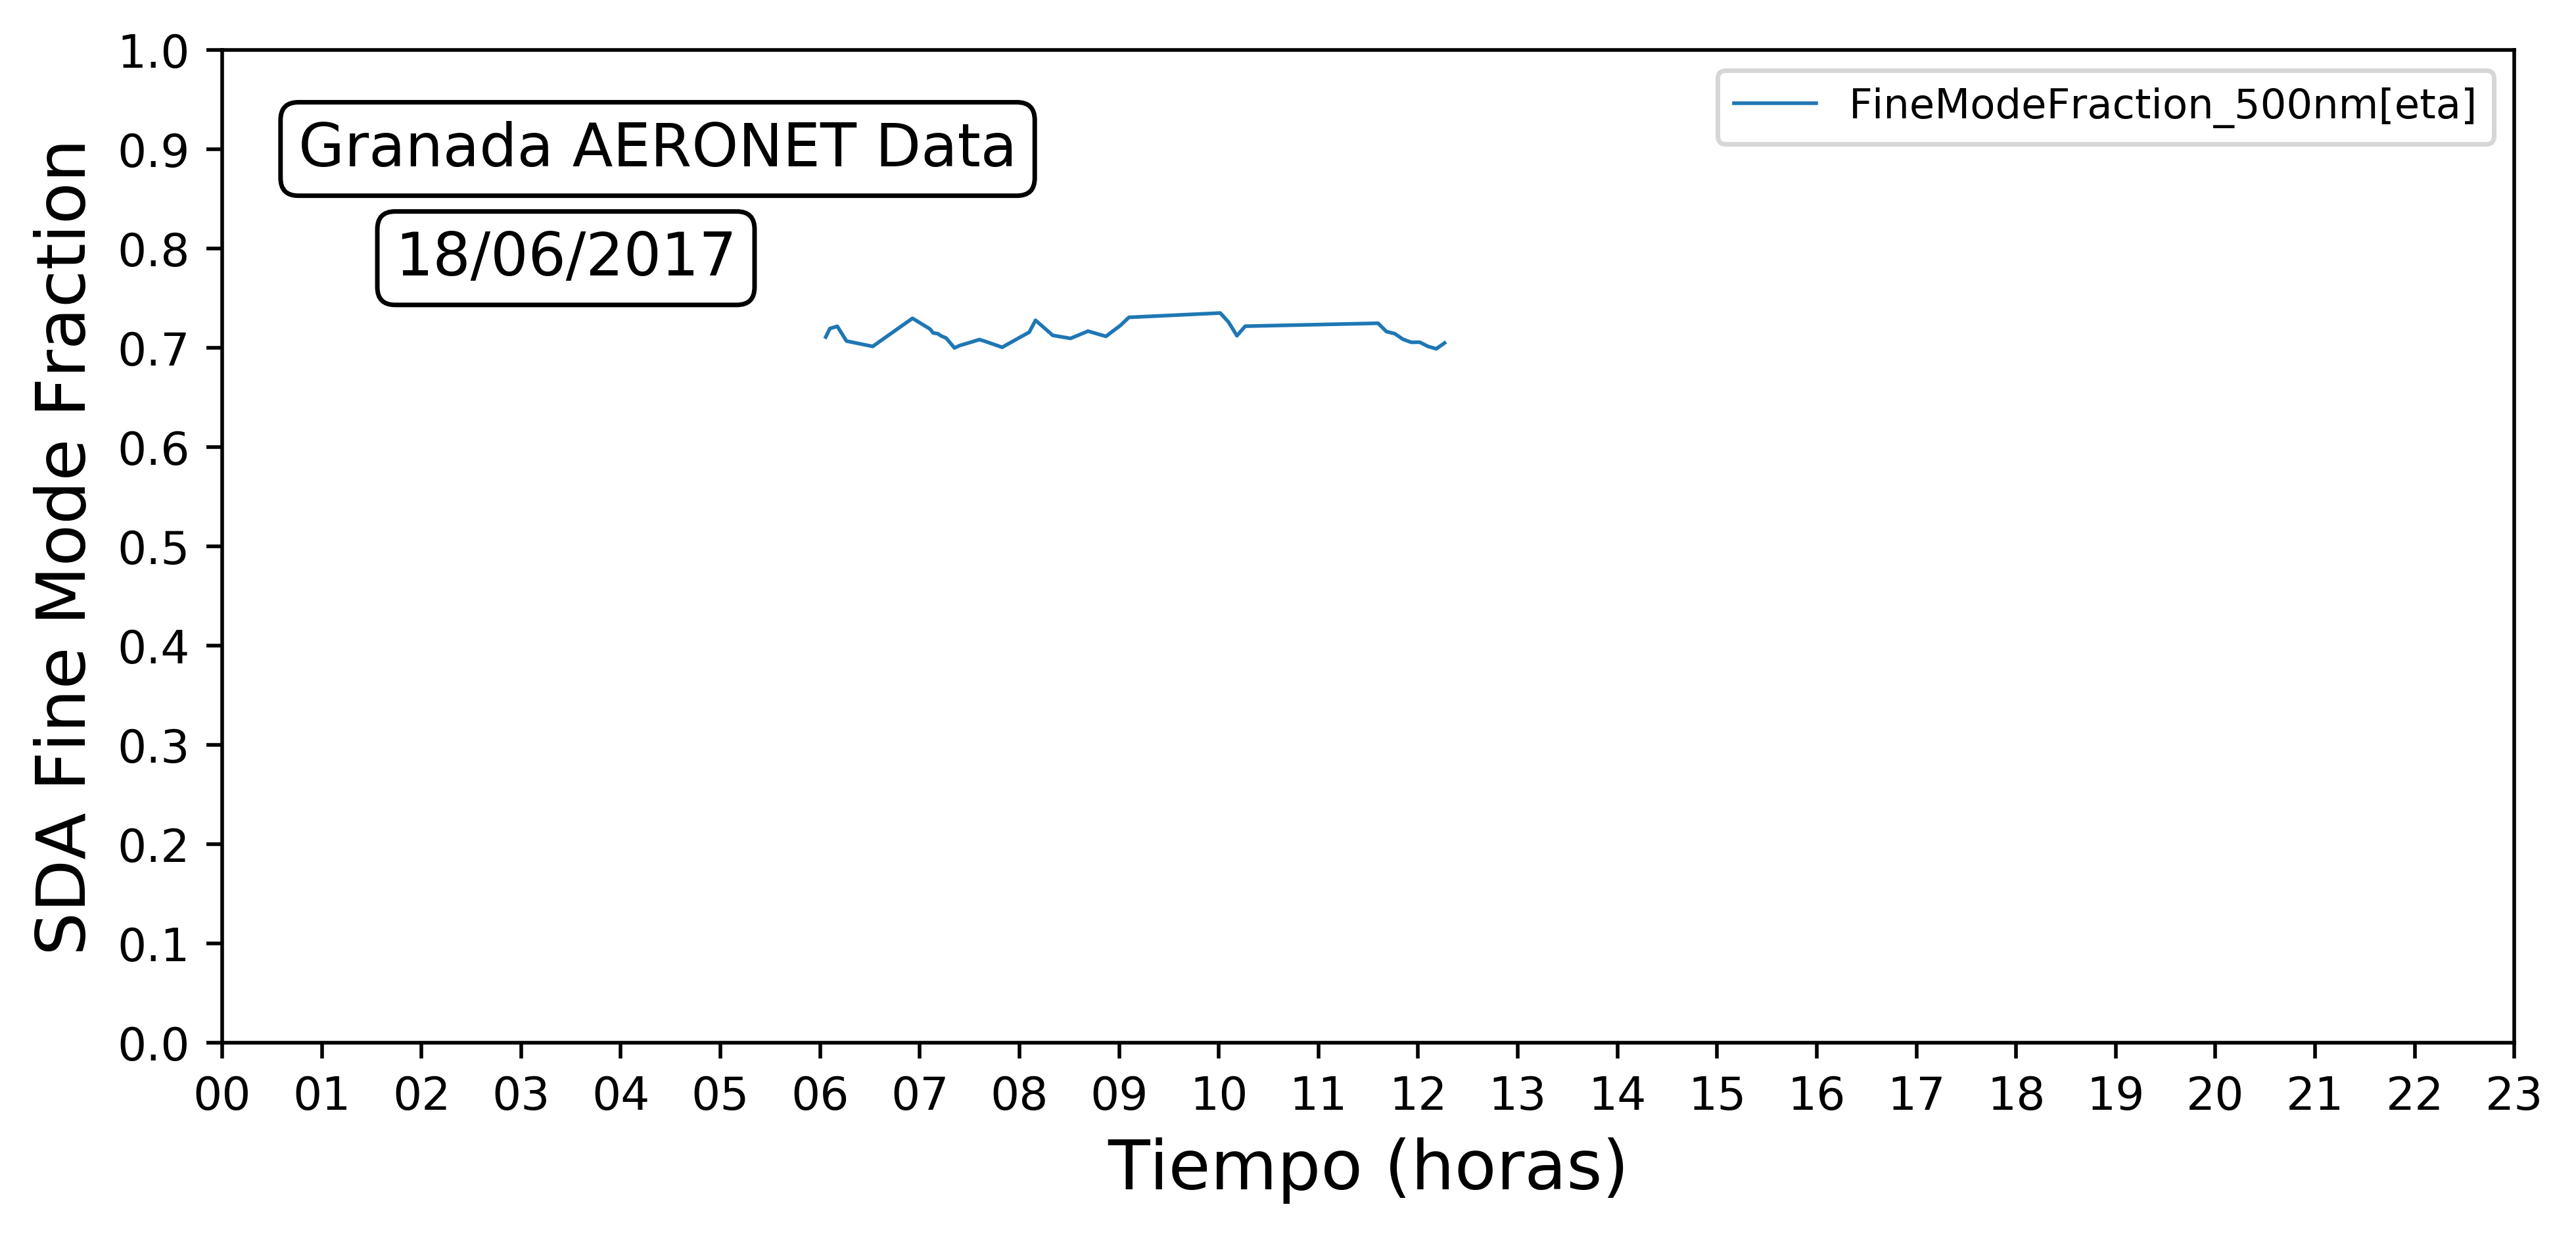 Granada AERONET Data
18/06/2017
FineModeFraction_500nm[eta]
SDA Fine Mode Fraction
1.0
0.9
0.8
0.7
0.6
0.5
0.4
0.3
0.2
0.1
0.0
00 01 02 03 04 05 06 07 08 09 10 11 12 13 14 15 16 17 18 19 20 21 22 23
Tiempo (horas)